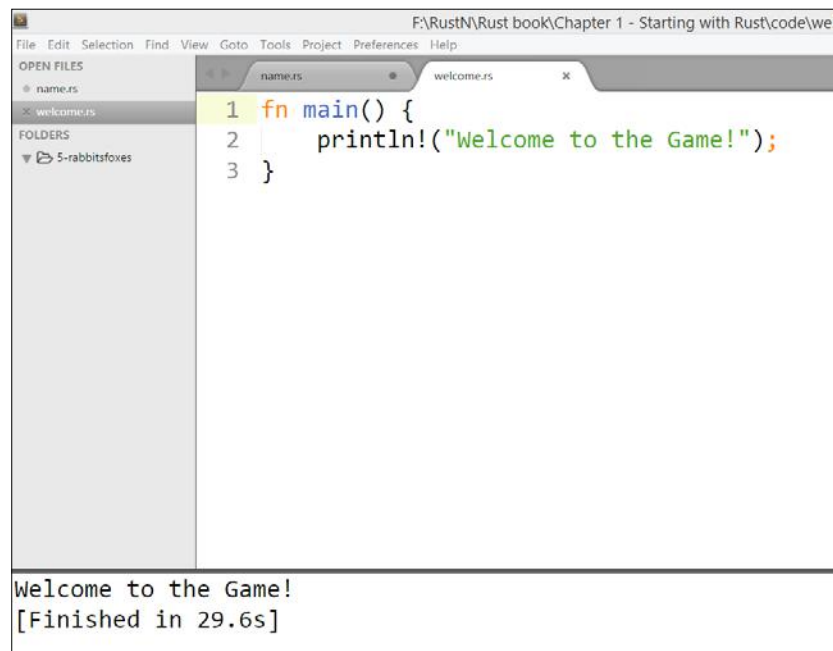 F:\RustN\Rust book\Chapter 1 - Starting with Rust\code\we
File Edit Selection Find View Goto Tools Project Preferences Help
OPEN FILES
name.rs
welcome.rs
FOLDERS
5-rabbitsfoxes
name.rs welcome.rs
1 fn main() {
2 println!("Welcome to the Game!");
3 }
Welcome to the Game!
[Finished in 29.6s]